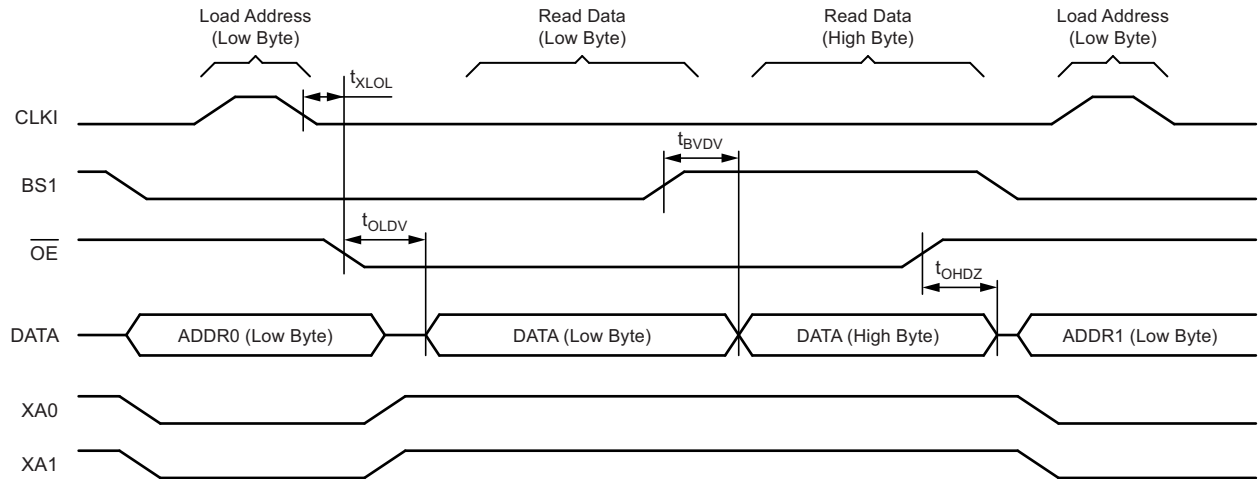 Load Address
(Low Byte)
Read Data
(Low Byte)
Read Data
(High Byte)
Load Address
(Low Byte)
tXLOL
CLKI
tBVDV
BS1
tOLDV
OE
tOHDZ
DATA
ADDR0 (Low Byte)
DATA (Low Byte)
DATA (High Byte)
ADDR1 (Low Byte)
XA0
XA1